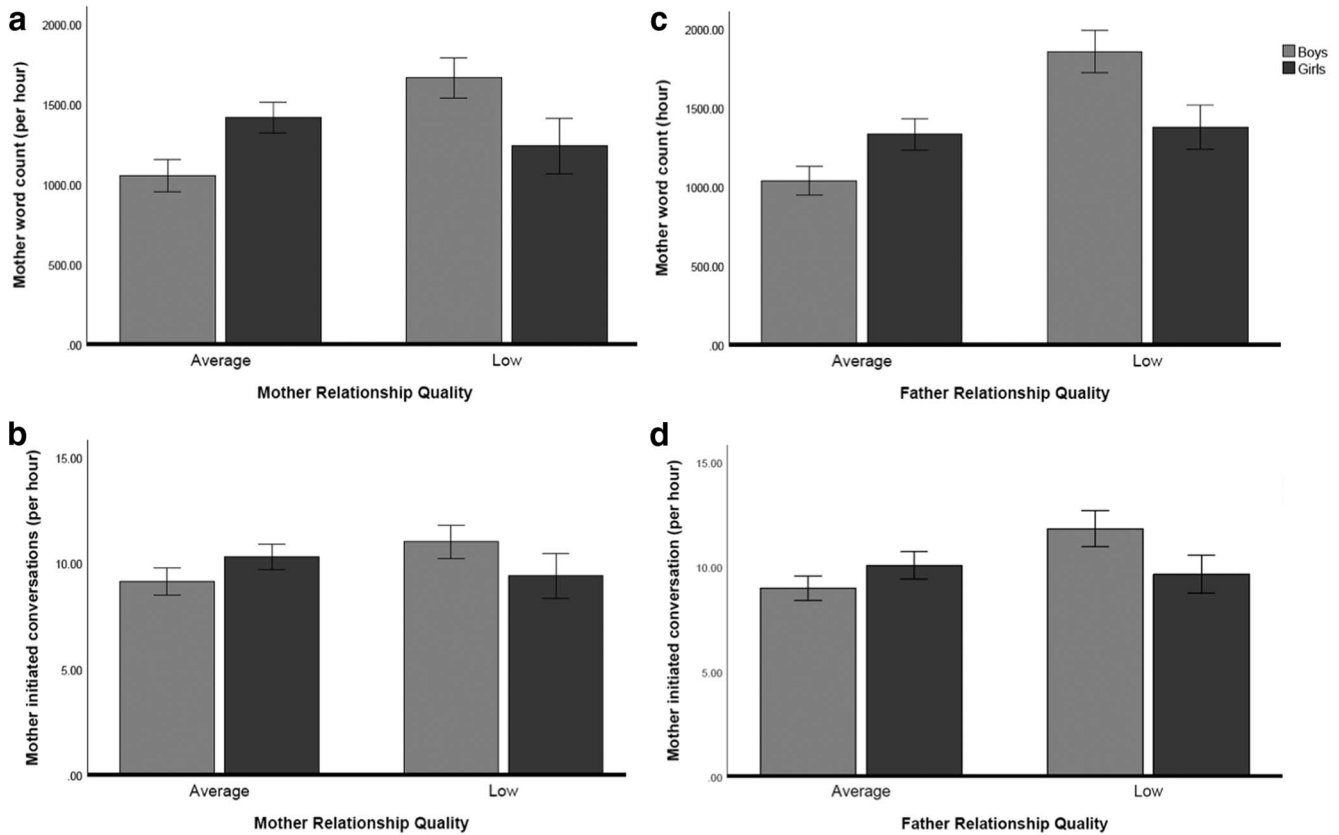 a
Mother word count (per hour)
2000.00
1500.00
1000.00
500.00
.00
Average
Low
Mother Relationship Quality
c
Mother word count (hour)
2000.00
1500.00
1000.00
500.00
.00
Average
Low
Father Relationship Quality
Boys
Girls
b
Mother initiated conversations (per hour)
15.00
10.00
5.00
.00
Average
Low
Mother Relationship Quality
d
Mother initiated conversation (per hour)
15.00
10.00
5.00
.00
Average
Low
Father Relationship Quality